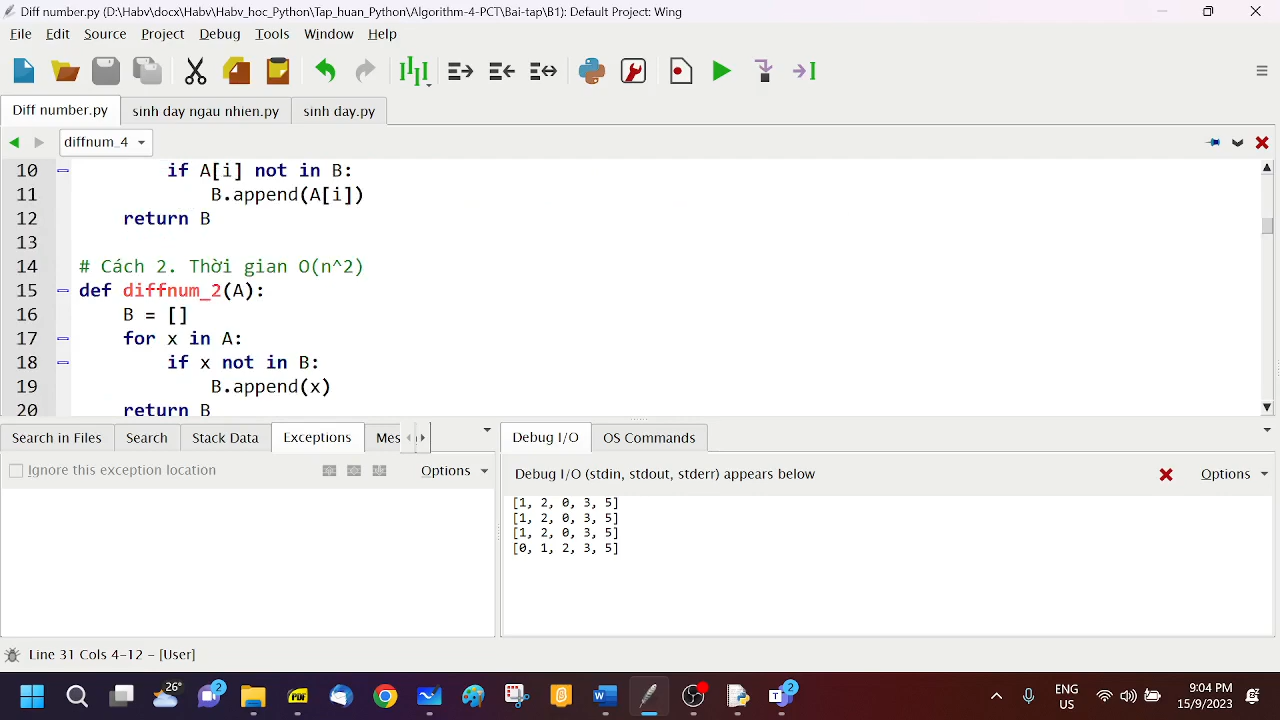 Diff number.py (D:\Habv\docx\Habv\Habv_hoc_Python\Tap_huan_Python\Algorithm-4-PCT\Bai-tap\B1): Default Project: Wing
File Edit Source Project Debug Tools Window Help
Diff number.py sinh day ngau nhien.py sinh day.py
diffnum_4
10 if A[i] not in B:
11 B.append(A[i])
12 return B
13
14 # Cách 2. Thời gian O(n^2)
15 def diffnum_2(A):
16 B = []
17 for x in A:
18 if x not in B:
19 B.append(x)
20 return B
Search in Files Search Stack Data Exceptions Mes
Ignore this exception location Options
Debug I/O OS Commands
Debug I/O (stdin, stdout, stderr) appears below Options
[1, 2, 0, 3, 5]
[1, 2, 0, 3, 5]
[1, 2, 0, 3, 5]
[0, 1, 2, 3, 5]
Line 31 Cols 4-12 – [User]
26° 2 PDF 2
ENG
US
9:04 PM
15/9/2023